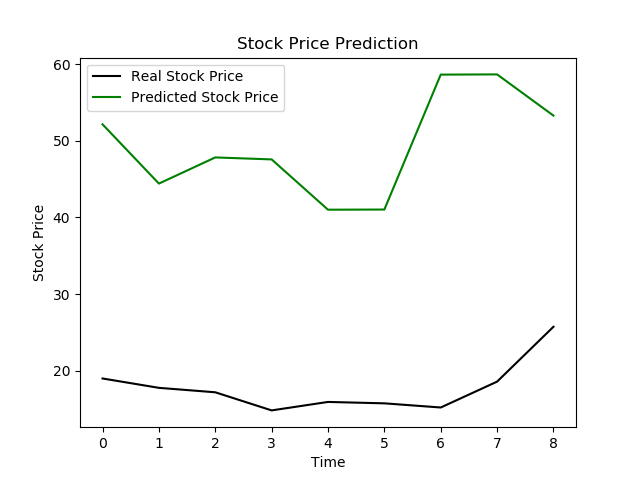 Stock Price Prediction
Real Stock Price
Predicted Stock Price
Stock Price
60
50
40
30
20
0 1 2 3 4 5 6 7 8
Time